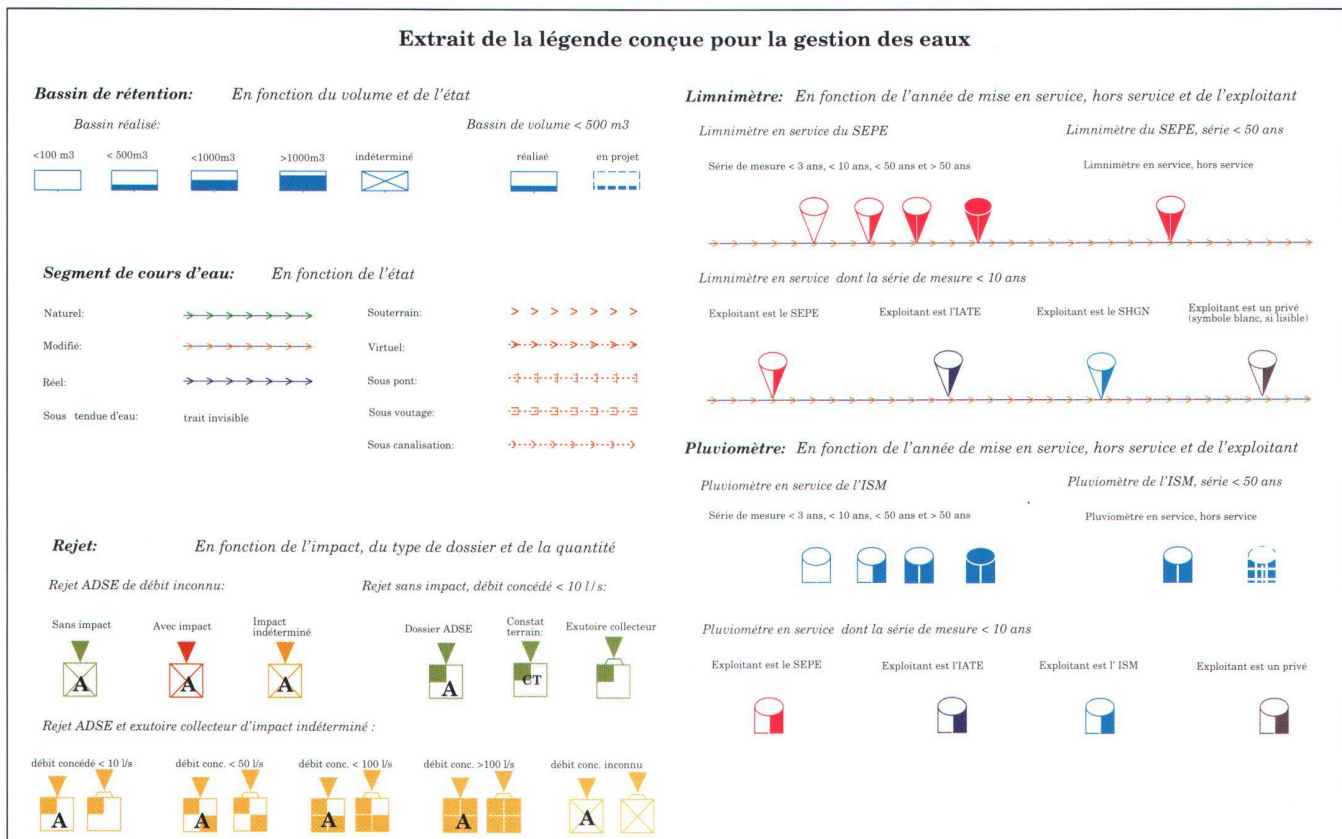 Extrait de la légende conçue pour la gestion des eaux
Bassin de rétention: En fonction du volume et de l'état
Bassin réalisé:
Bassin de volume < 500 m3
<100 m3 < 500m3 <1000m3 >1000m3 indéterminé
réalisé en projet
Segment de cours d'eau: En fonction de l'état
Naturel:
Modifié:
Réel:
Sous tendue d'eau: trait invisible
Souterrain:
Virtuel:
Sous pont:
Sous voutage:
Sous canalisation:
Rejet: En fonction de l'impact, du type de dossier et de la quantité
Rejet ADSE de débit inconnu:
Sans impact Avec impact Impact
indéterminé
A A A
Rejet sans impact, débit concédé < 10 l/s:
Dossier ADSE Constat
terrain: Exutoire collecteur
A CT
Rejet ADSE et exutoire collecteur d'impact indéterminé :
débit concédé < 10 l/s débit conc. < 50 l/s débit conc. < 100 l/s débit conc. >100 l/s débit conc. inconnu
A A A A A
Limnimètre: En fonction de l'année de mise en service, hors service et de l'exploitant
Limnimètre en service du SEPE
Limnimètre du SEPE, série < 50 ans
Série de mesure < 3 ans, < 10 ans, < 50 ans et > 50 ans
Limnimètre en service, hors service
Limnimètre en service dont la série de mesure < 10 ans
Exploitant est le SEPE Exploitant est l'IATE Exploitant est le SHGN Exploitant est un privé
(symbole blanc, si lisible)
Pluviomètre: En fonction de l'année de mise en service, hors service et de l'exploitant
Pluviomètre en service de l'ISM
Pluviomètre de l'ISM, série < 50 ans
Série de mesure < 3 ans, < 10 ans, < 50 ans et > 50 ans
Pluviomètre en service, hors service
Pluviométre en service dont la série de mesure < 10 ans
Exploitant est le SEPE Exploitant est l'IATE Exploitant est l' ISM Exploitant est un privé